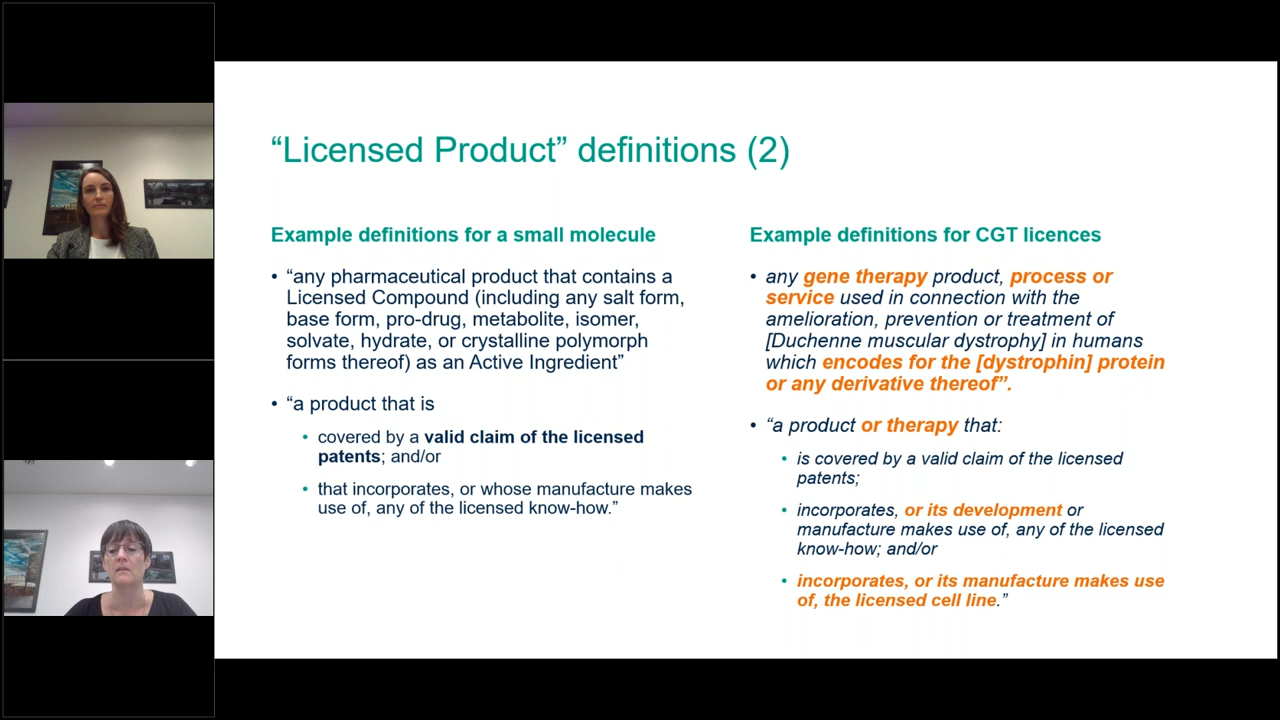 “Licensed Product” definitions (2)
Example definitions for a small molecule
• “any pharmaceutical product that contains a
Licensed Compound (including any salt form,
base form, pro-drug, metabolite, isomer,
solvate, hydrate, or crystalline polymorph
forms thereof) as an Active Ingredient”
• “a product that is
• covered by a valid claim of the licensed
patents; and/or
• that incorporates, or whose manufacture makes
use of, any of the licensed know-how.”
Example definitions for CGT licences
• any gene therapy product, process or
service used in connection with the
amelioration, prevention or treatment of
[Duchenne muscular dystrophy] in humans
which encodes for the [dystrophin] protein
or any derivative thereof”.
• “a product or therapy that:
• is covered by a valid claim of the licensed
patents;
• incorporates, or its development or
manufacture makes use of, any of the licensed
know-how; and/or
• incorporates, or its manufacture makes use
of, the licensed cell line.”